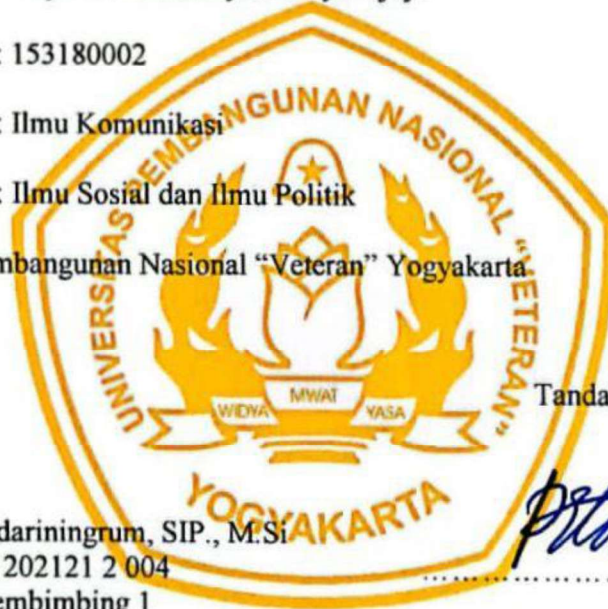 : 153180002
: Ilmu Komunikasi
: Ilmu Sosial dan Ilmu Politik
mbangunan Nasional “Veteran” Yogyakarta
UNIVERSITAS PEMBANGUNAN NASIONAL "VETERAN"
WIDYA MWAT YASA
YOGYAKARTA
Tanda
dariningrum, SIP., M.Si
202121 2 004
embimbing 1